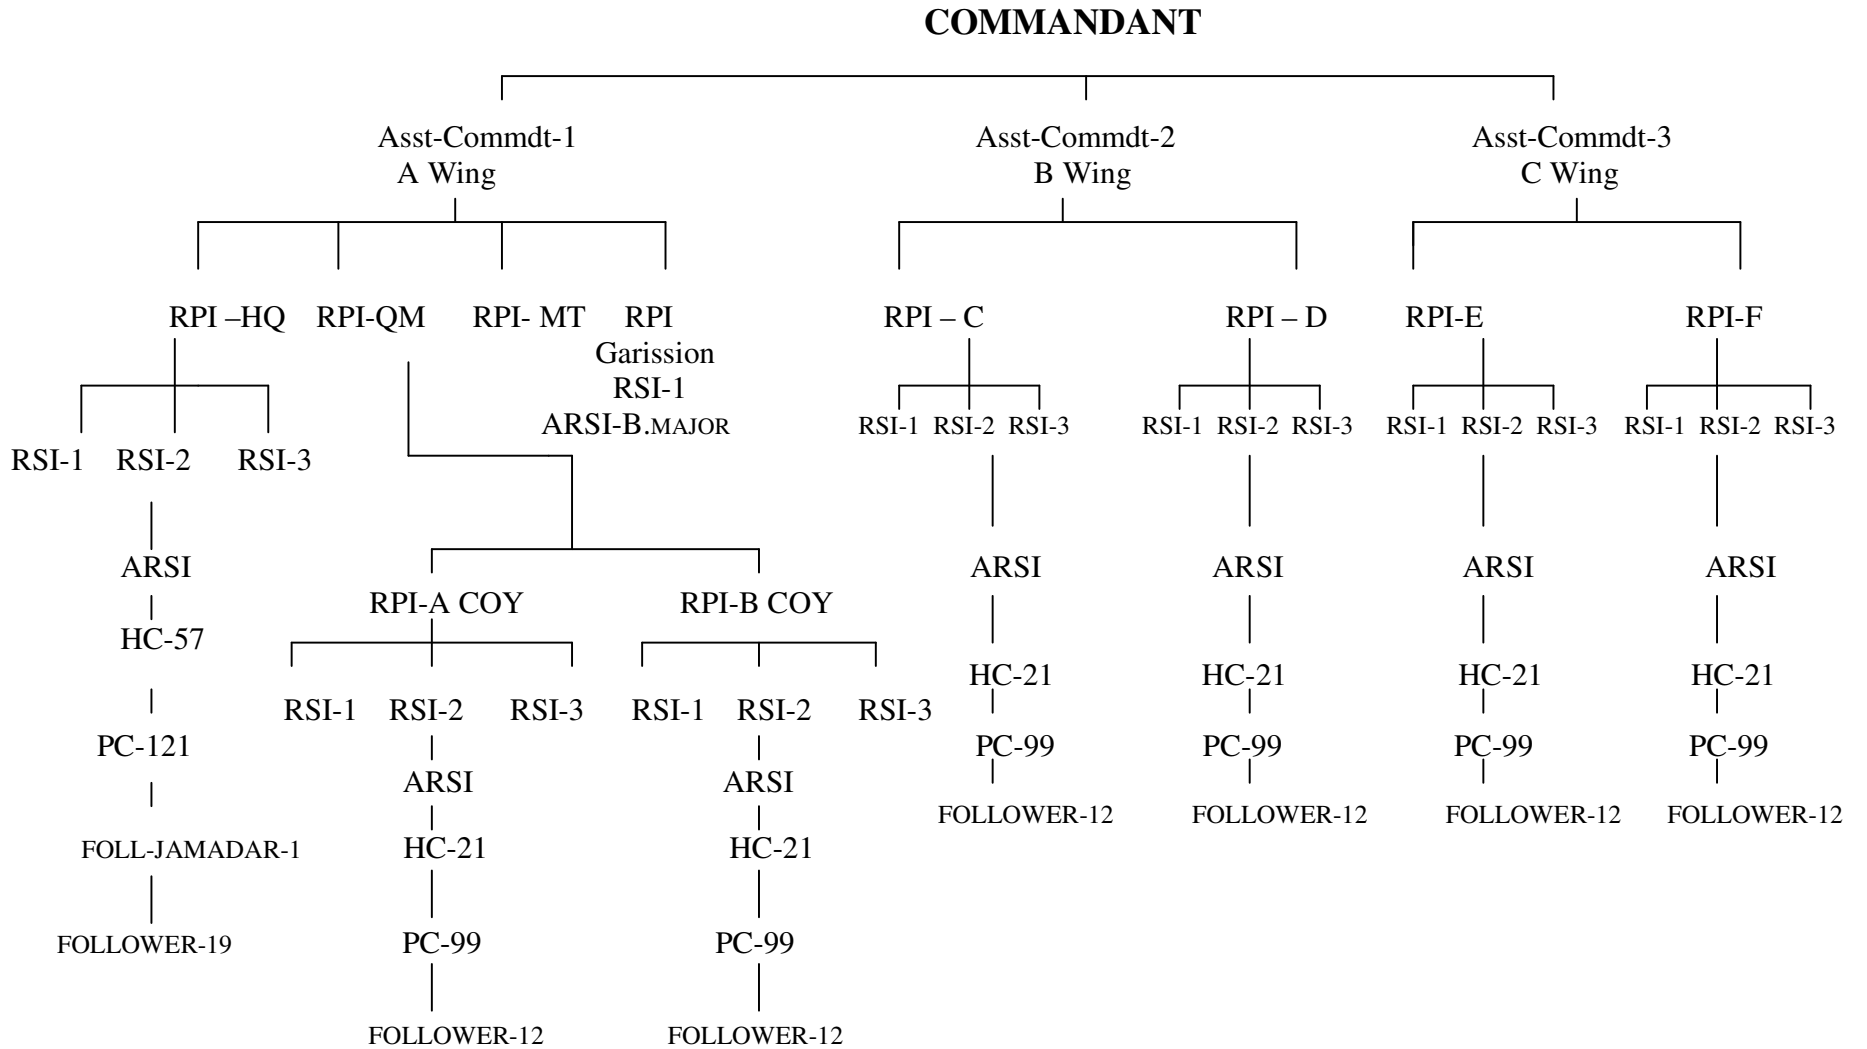 COMMANDANT
Asst-Commdt-1 Asst-Commdt-2 Asst-Commdt-3
A Wing B Wing C Wing
RPI –HQ RPI-QM RPI- MT RPI RPI – C RPI – D RPI-E RPI-F
Garission
RSI-1
ARSI-B.MAJOR RSI-1 RSI-2 RSI-3 RSI-1 RSI-2 RSI-3 RSI-1 RSI-2 RSI-3 RSI-1 RSI-2 RSI-3
RSI-1 RSI-2 RSI-3
ARSI ARSI ARSI ARSI ARSI
RPI-A COY RPI-B COY
HC-57
HC-21 HC-21 HC-21 HC-21
RSI-1 RSI-2 RSI-3 RSI-1 RSI-2 RSI-3
PC-121 PC-99 PC-99 PC-99 PC-99
ARSI ARSI
FOLLOWER-12 FOLLOWER-12 FOLLOWER-12 FOLLOWER-12
FOLL-JAMADAR-1 HC-21 HC-21
FOLLOWER-19 PC-99 PC-99
FOLLOWER-12 FOLLOWER-12